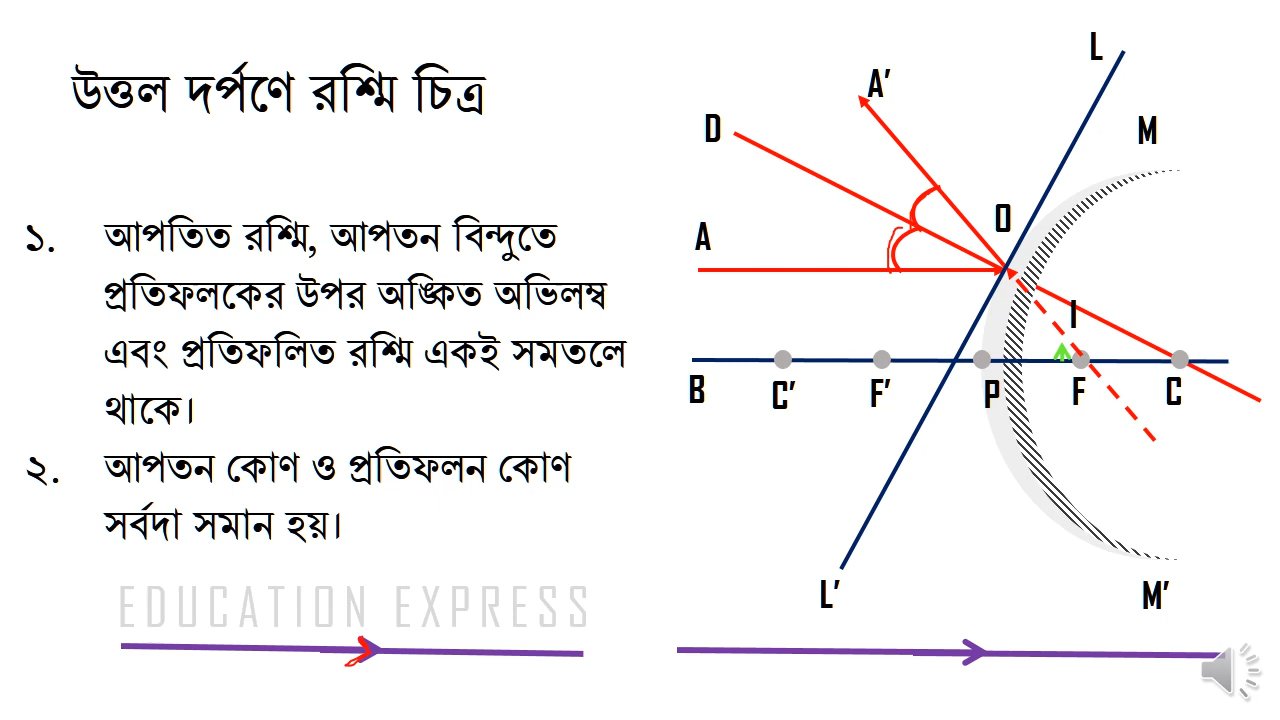 উত্তল দর্পণে রশ্মি চিত্র
১. আপতিত রশ্মি, আপতন বিন্দুতে
প্রতিফলকের উপর অঙ্কিত অভিলম্ব
এবং প্রতিফলিত রশ্মি একই সমতলে
থাকে।
২. আপতন কোণ ও প্রতিফলন কোণ
সর্বদা সমান হয়।
EDUCATION EXPRESS
L
A′
D
M
O
A
I
B
C′
F′
P
F
C
L′
M′